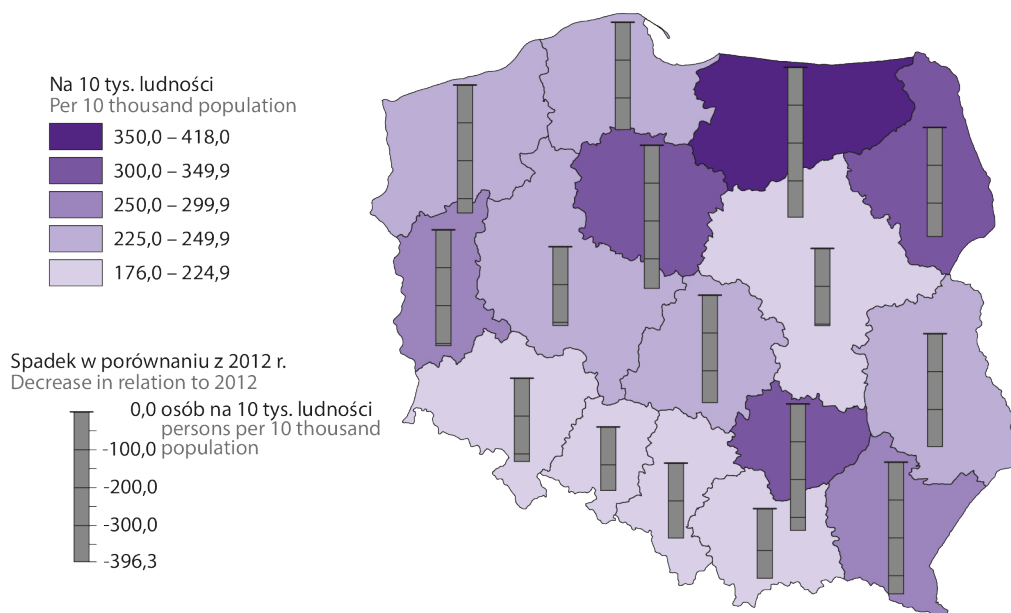 Na 10 tys. ludności
Per 10 thousand population
350,0 – 418,0
300,0 – 349,9
250,0 – 299,9
225,0 – 249,9
176,0 – 224,9
Spadek w porównaniu z 2012 r.
Decrease in relation to 2012
0,0 osób na 10 tys. ludności
persons per 10 thousand
-100,0 population
-200,0
-300,0
-396,3